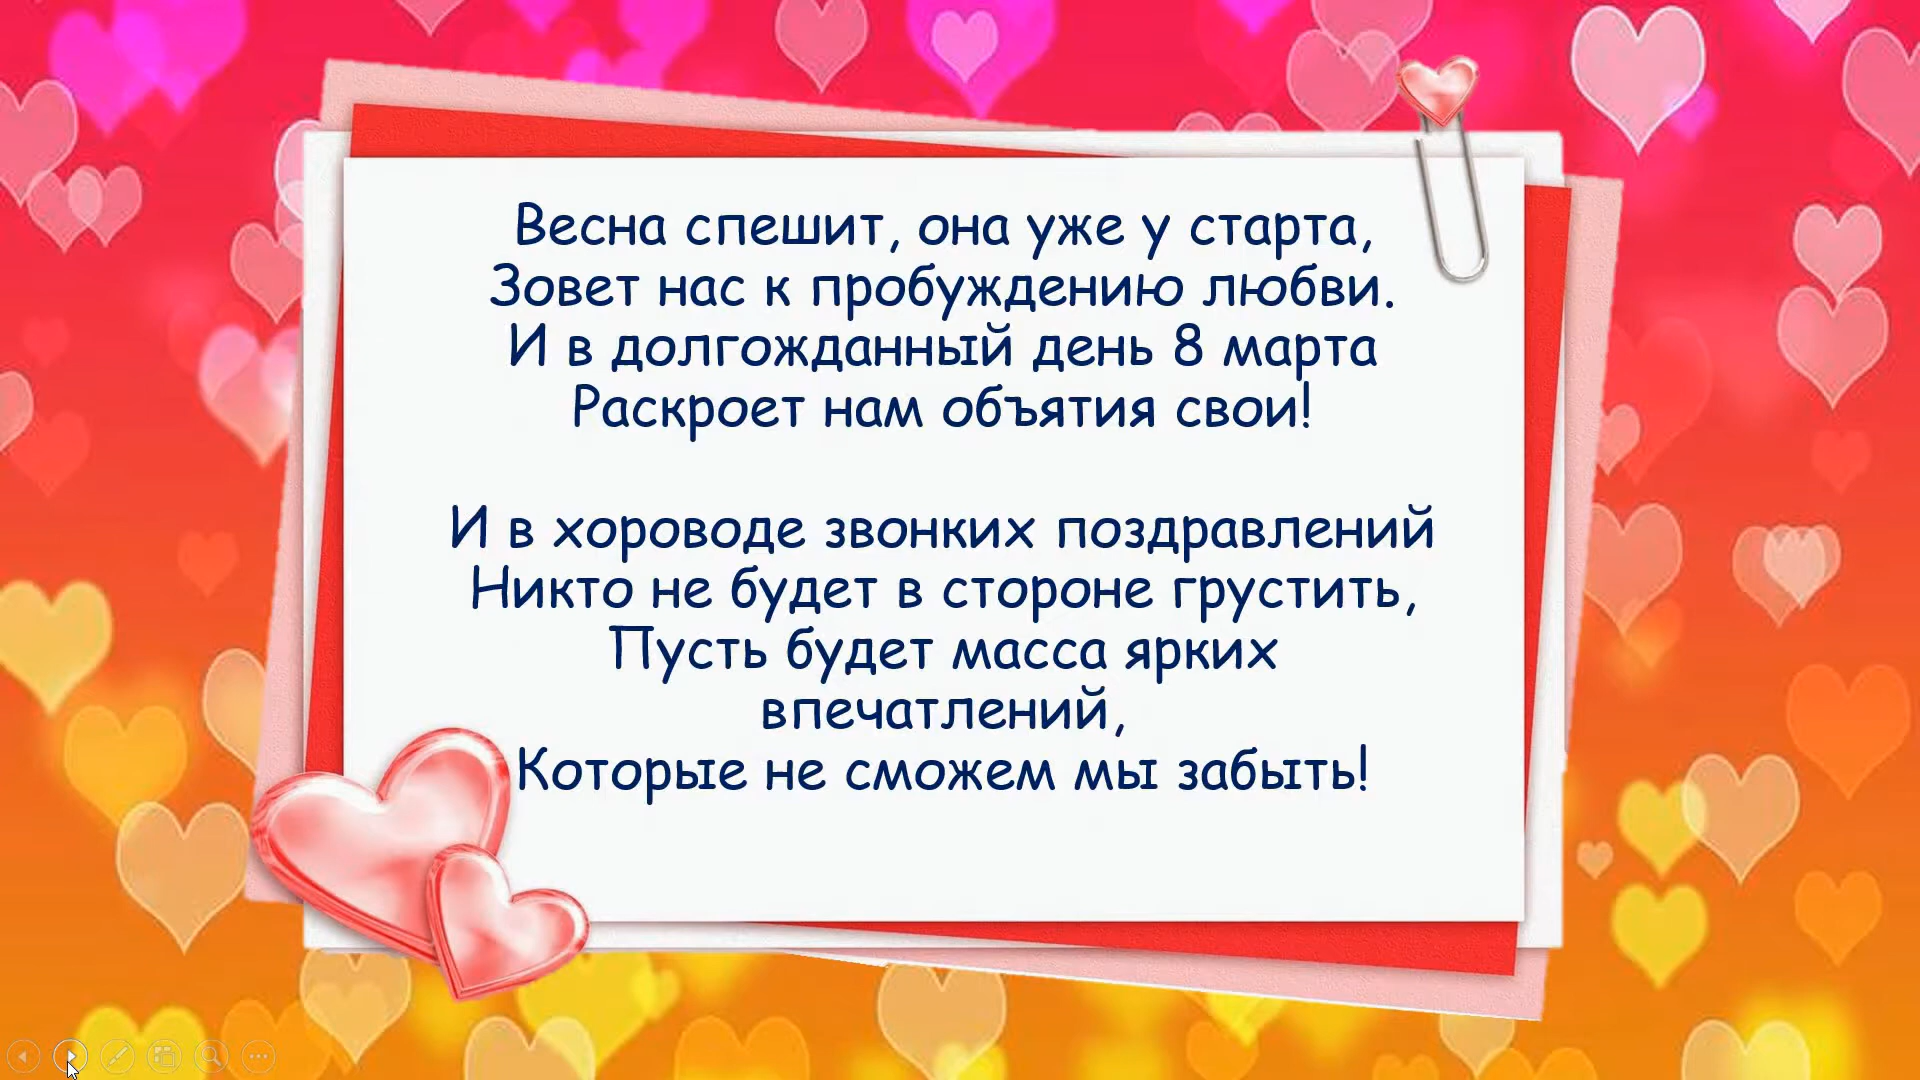 Весна спешит, она уже у старта,
Зовет нас к пробуждению любви.
И в долгожданный день 8 марта
Раскроет нам объятия свои!
И в хороводе звонких поздравлений
Никто не будет в стороне грустить,
Пусть будет масса ярких
впечатлений,
Которые не сможем мы забыть!